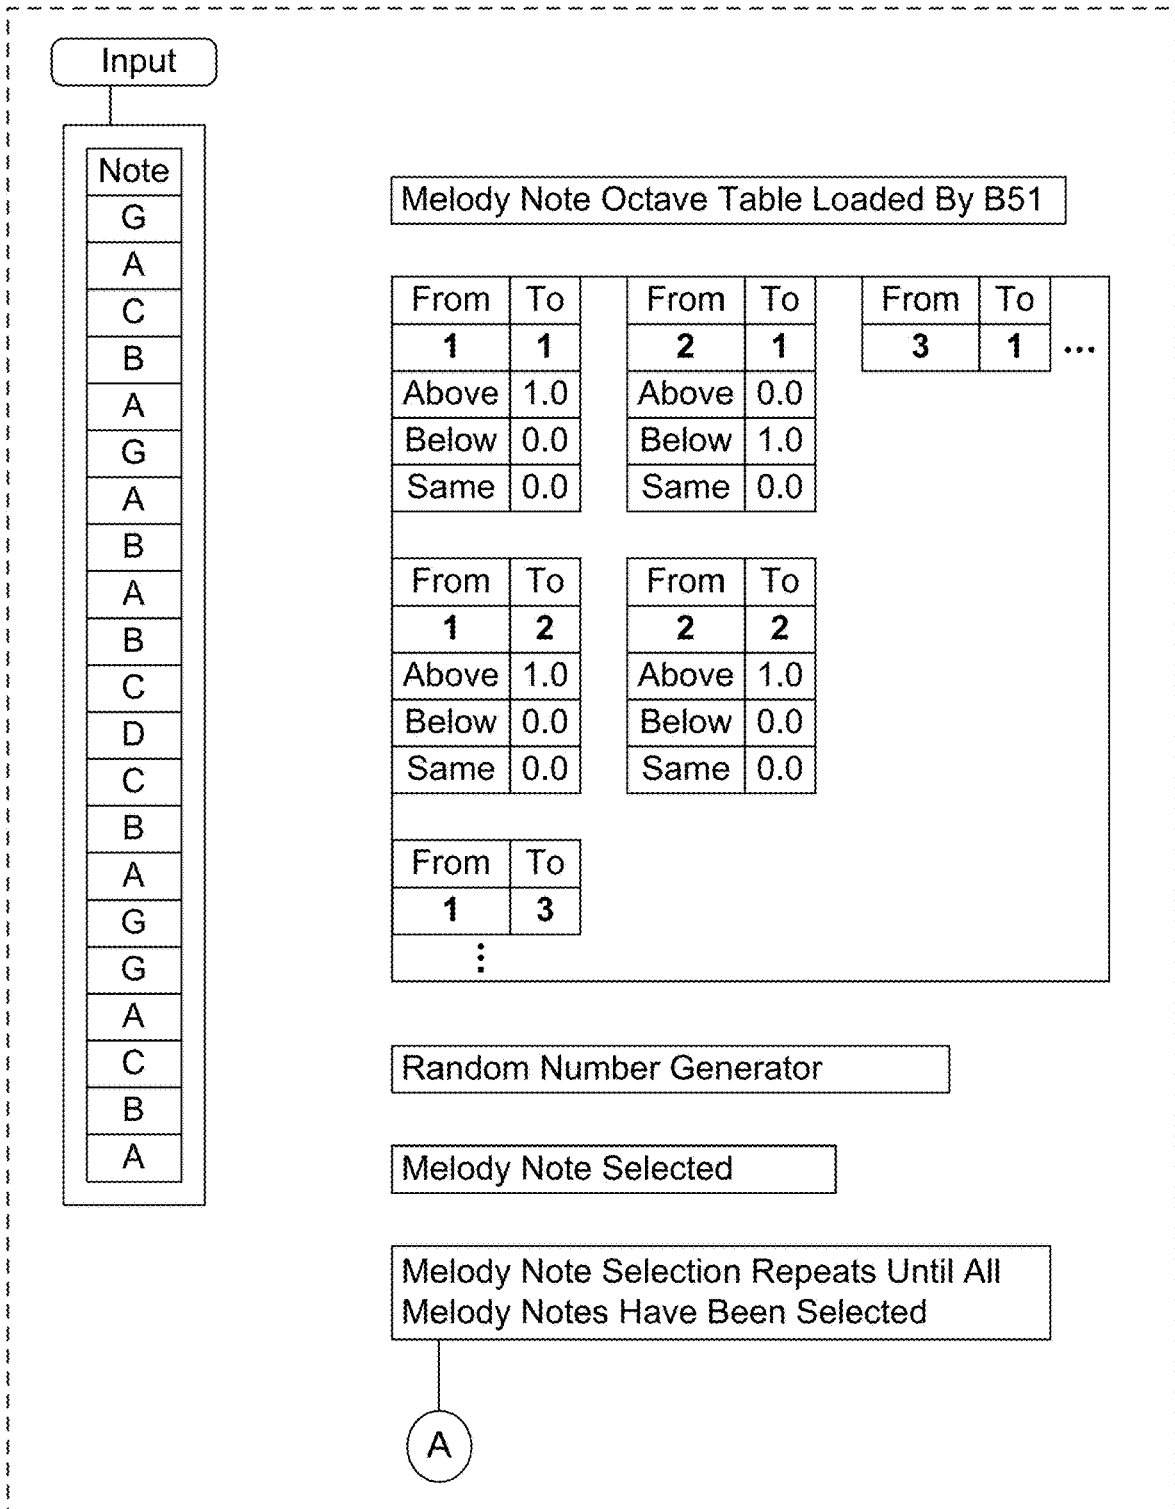 Input
Note
G
A
C
B
A
G
A
B
A
B
C
D
C
B
A
G
G
A
C
B
A
Melody Note Octave Table Loaded By B51
From To From To From To
1 1 2 1 3 1 ...
Above 1.0 Above 0.0
Below 0.0 Below 1.0
Same 0.0 Same 0.0
From To From To
1 2 2 2
Above 1.0 Above 1.0
Below 0.0 Below 0.0
Same 0.0 Same 0.0
From To
1 3
⋮
Random Number Generator
Melody Note Selected
Melody Note Selection Repeats Until All
Melody Notes Have Been Selected
A